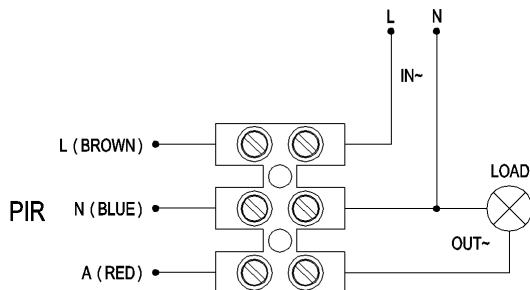 L N
IN~
L ( BROWN)
LOAD
PIR N ( BLUE)
OUT~
A ( RED)